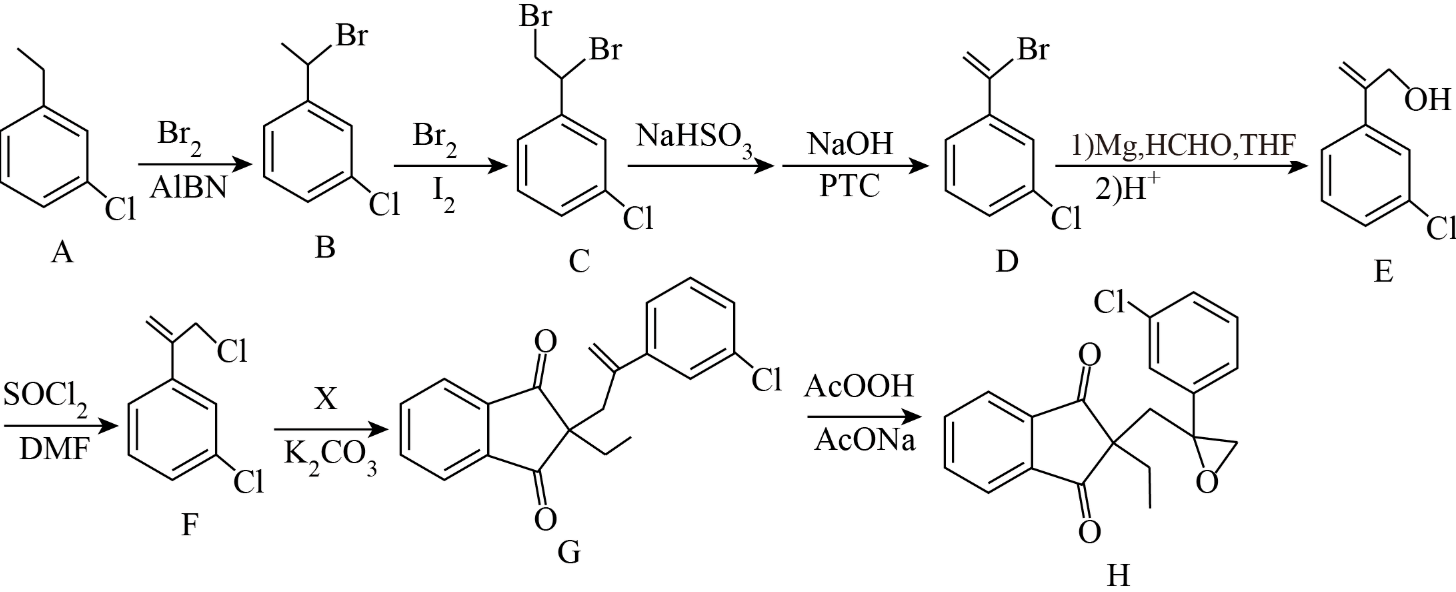 Br
Br
Br
Br
OH
Br₂
AlBN
Br₂
I₂
NaHSO₃
NaOH
PTC
1)Mg,HCHO,THF
2)H⁺
Cl
Cl
Cl
Cl
Cl
A
B
C
D
E
Cl
O
Cl
O
SOCl₂
DMF
X
K₂CO₃
Cl
AcOOH
AcONa
Cl
O
O
O
F
G
H